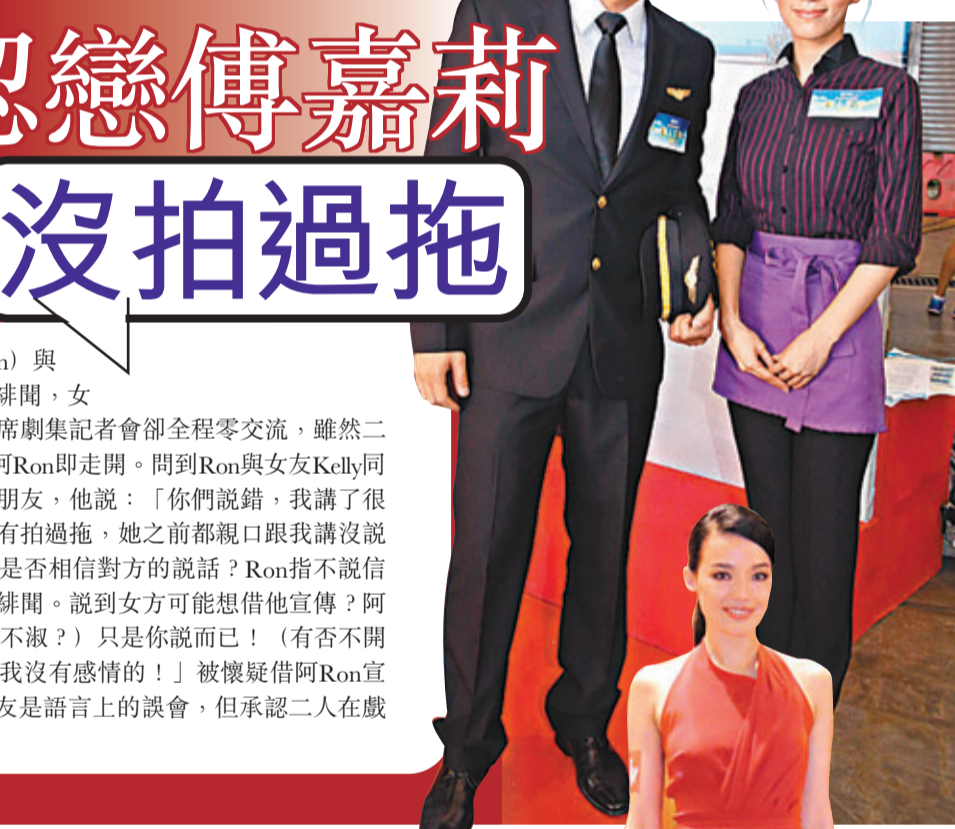 認戀傅嘉莉
沒拍過拖
n）與
緋聞，女
席劇集記者會卻全程零交流，雖然二
阿Ron即走開。問到Ron與女友Kelly同
朋友，他說：「你們說錯，我講了很
有拍過拖，她之前都親口跟我講沒說
是否相信對方的說話？Ron指不說信
緋聞。說到女方可能想借他宣傳？阿
不淑？）只是你說而已！（有否不開
我沒有感情的！」被懷疑借阿Ron宣
友是語言上的誤會，但承認二人在戲